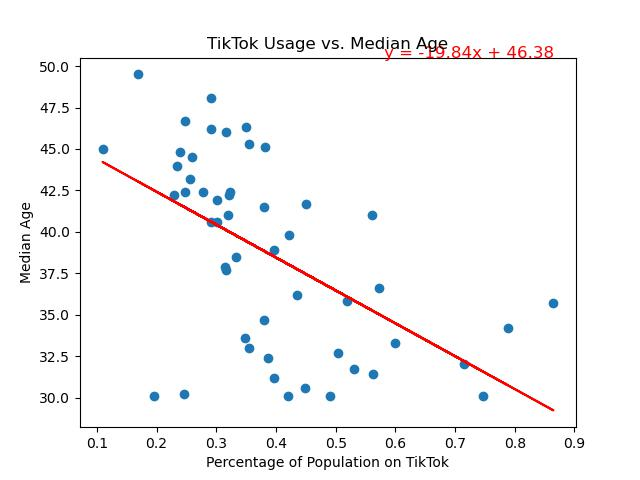 TikTok Usage vs. Median Age
y = -19.84x + 46.38
50.0
47.5
45.0
42.5
40.0
37.5
35.0
32.5
30.0
Median Age
0.1 0.2 0.3 0.4 0.5 0.6 0.7 0.8 0.9
Percentage of Population on TikTok